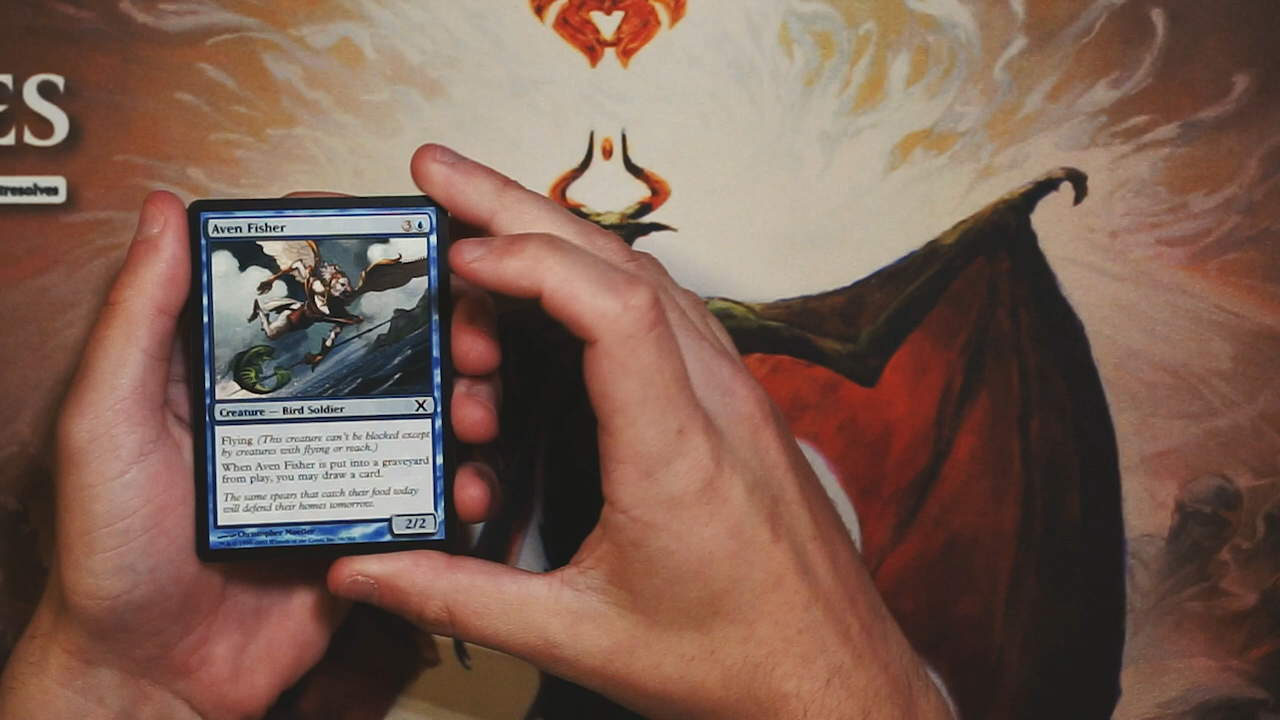 ES
tresolves
Aven Fisher 3
Creature — Bird Soldier X
Flying (This creature can't be blocked except
by creatures with flying or reach.)
When Aven Fisher is put into a graveyard
from play, you may draw a card.
The same spears that catch their food today
will defend their homes tomorrow.
2/2
Christopher Moeller